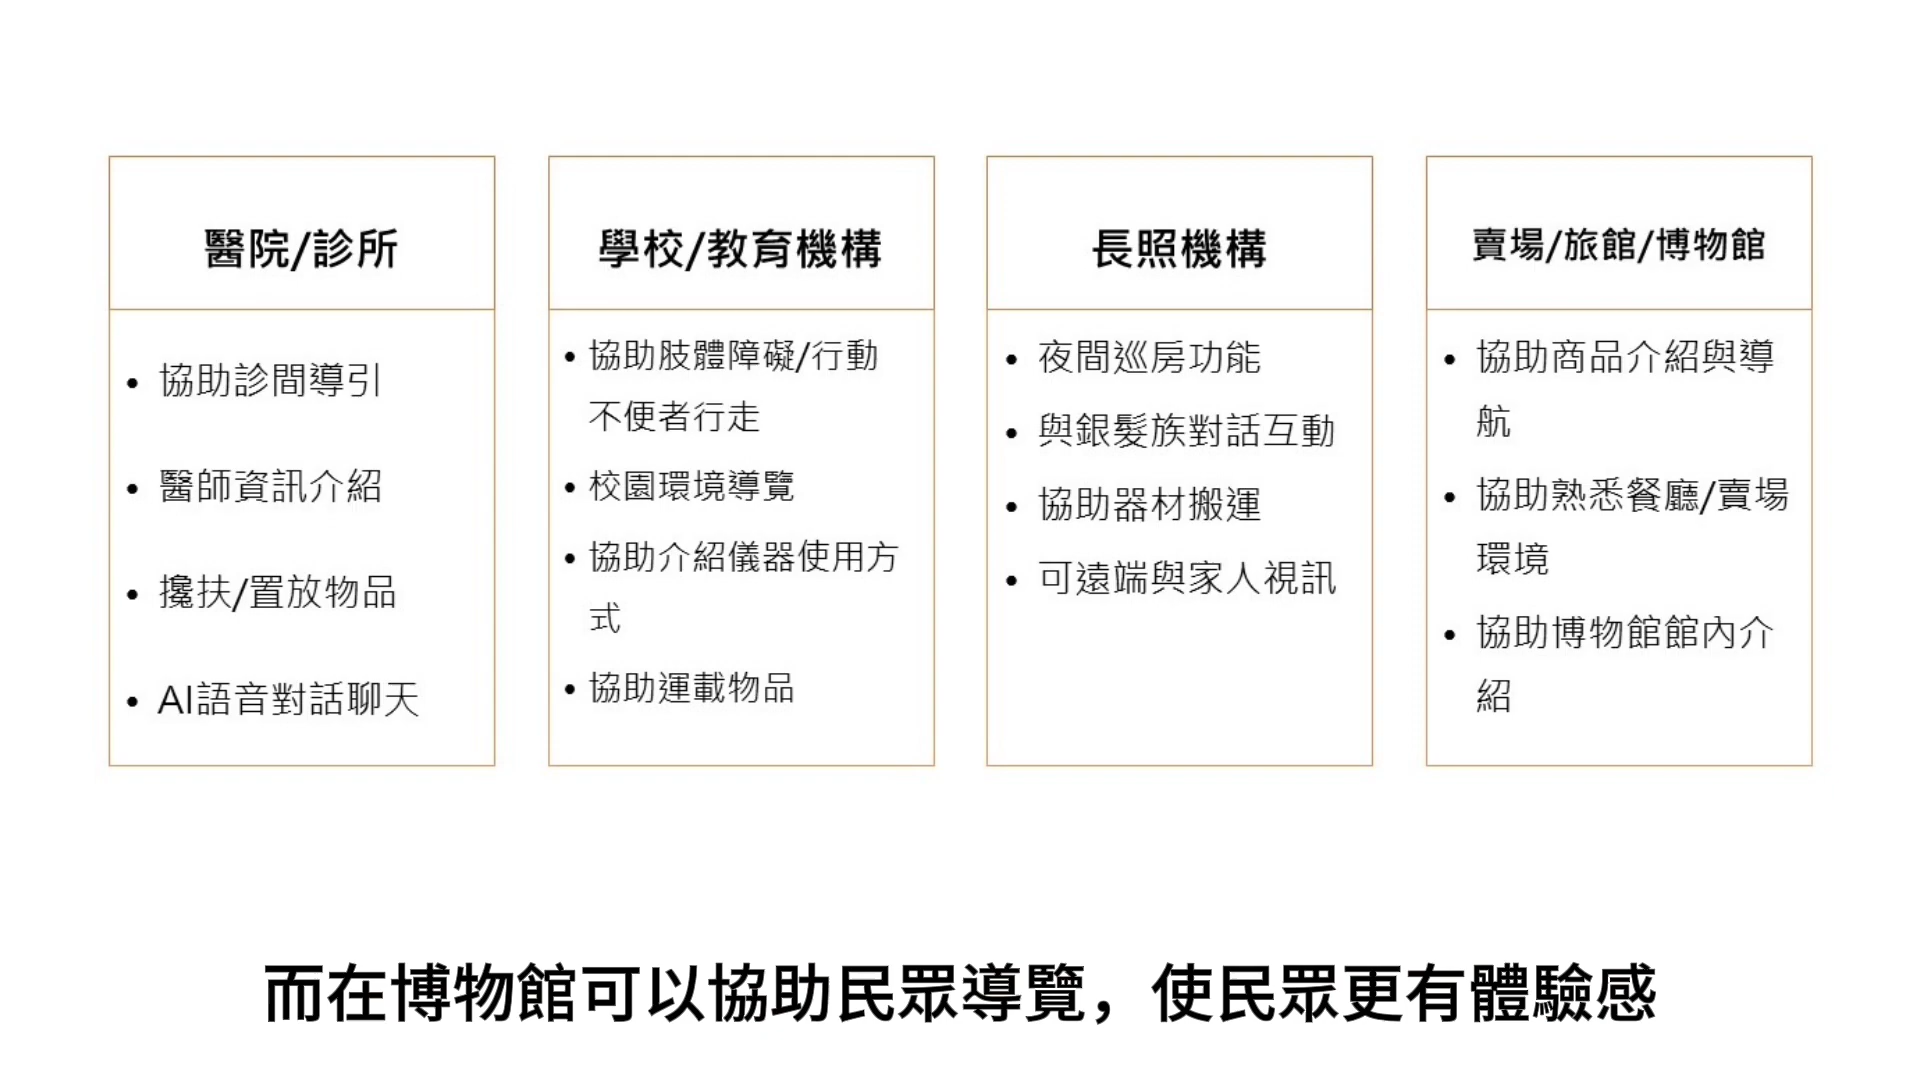 醫院/診所
• 協助診間導引
• 醫師資訊介紹
• 攙扶/置放物品
• AI語音對話聊天
學校/教育機構
• 協助肢體障礙/行動
不便者行走
• 校園環境導覽
• 協助介紹儀器使用方
式
• 協助運載物品
長照機構
• 夜間巡房功能
• 與銀髮族對話互動
• 協助器材搬運
• 可遠端與家人視訊
賣場/旅館/博物館
• 協助商品介紹與導
航
• 協助熟悉餐廳/賣場
環境
• 協助博物館館內介
紹
而在博物館可以協助民眾導覽，使民眾更有體驗感